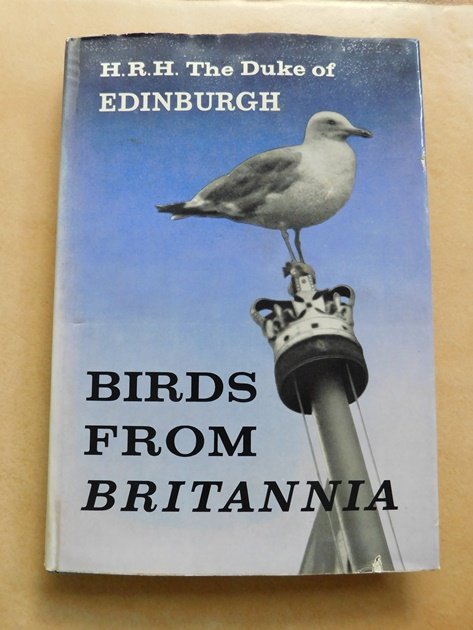 H.R.H. The Duke of
EDINBURGH
BIRDS
FROM
BRITANNIA